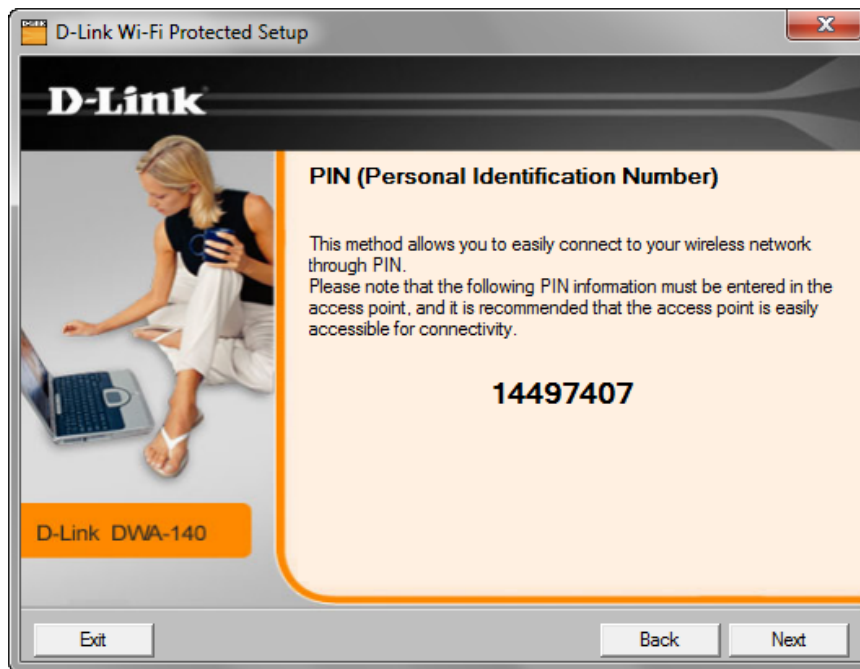 D-Link Wi-Fi Protected Setup
D-Link
PIN (Personal Identification Number)
This method allows you to easily connect to your wireless network
through PIN.
Please note that the following PIN information must be entered in the
access point, and it is recommended that the access point is easily
accessible for connectivity.
14497407
D-Link DWA-140
Exit
Back
Next